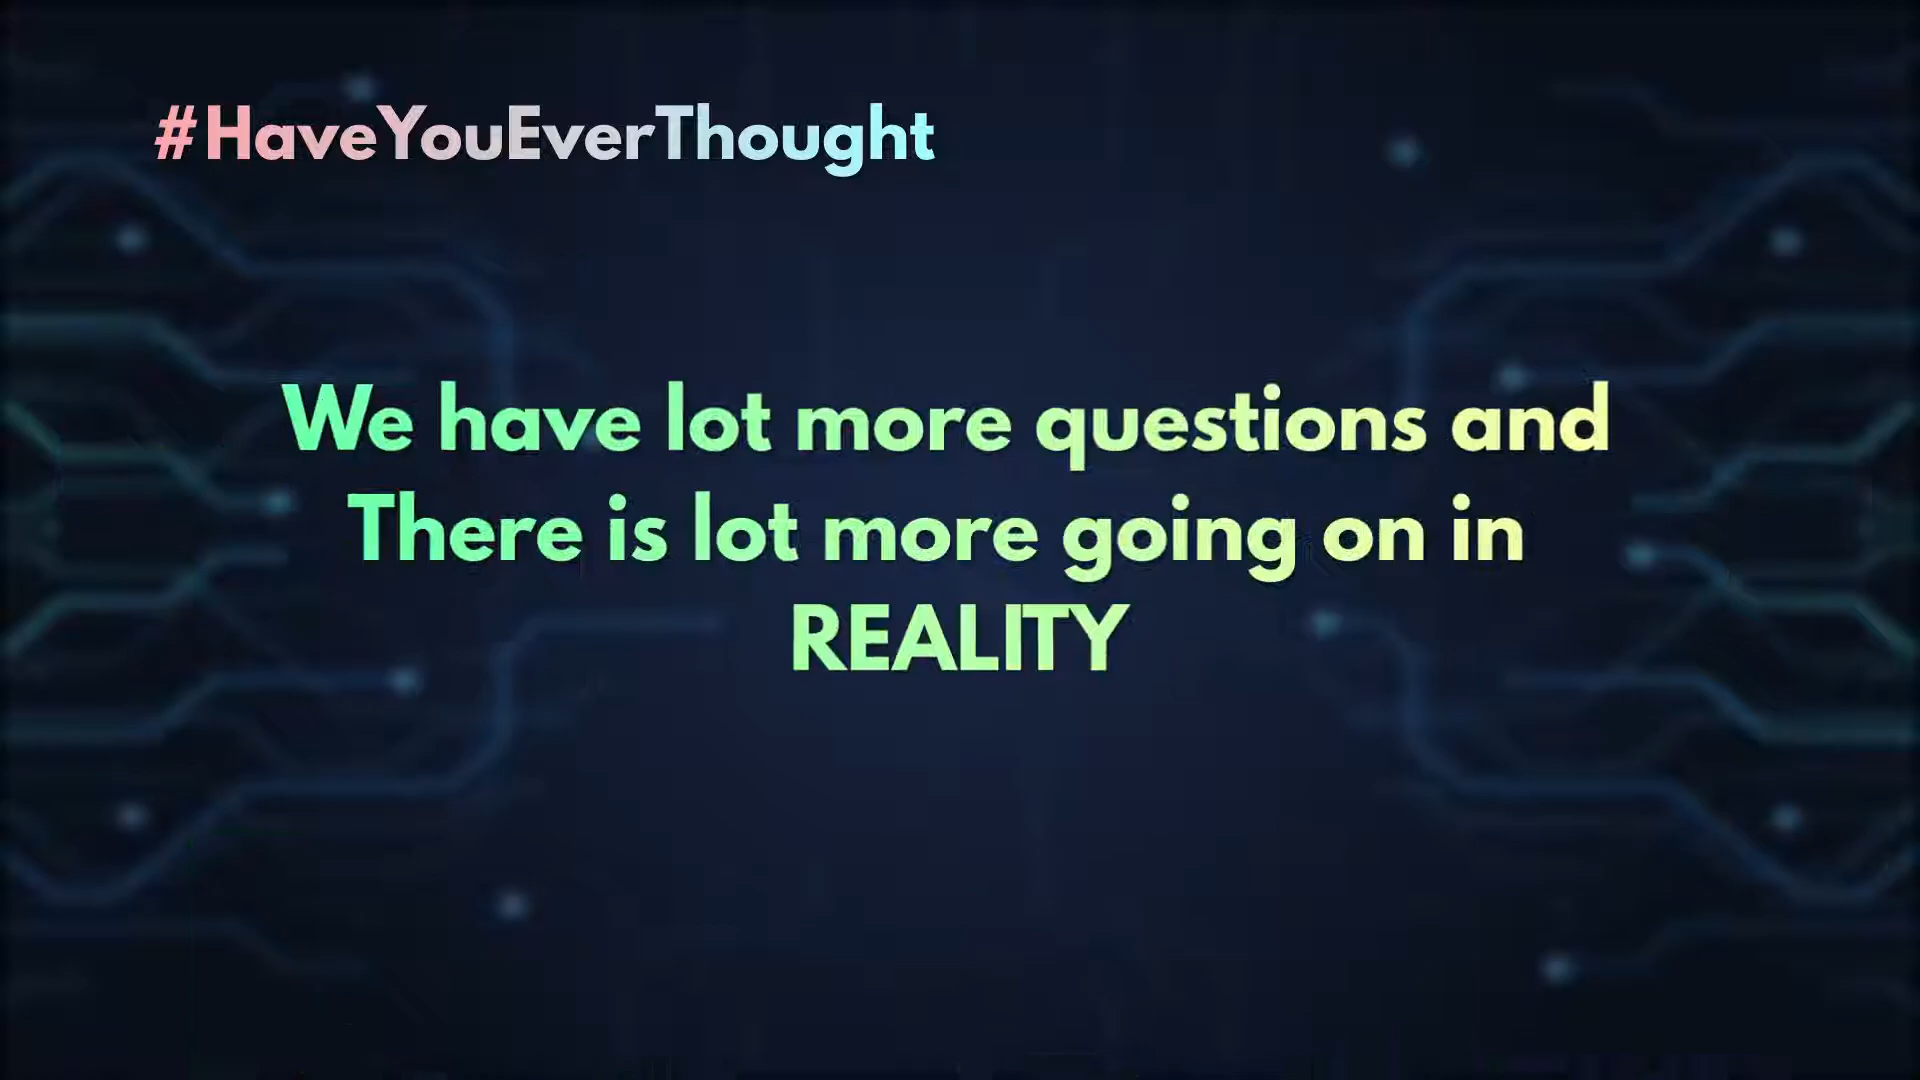 #HaveYouEverThought
We have lot more questions and
There is lot more going on in
REALITY